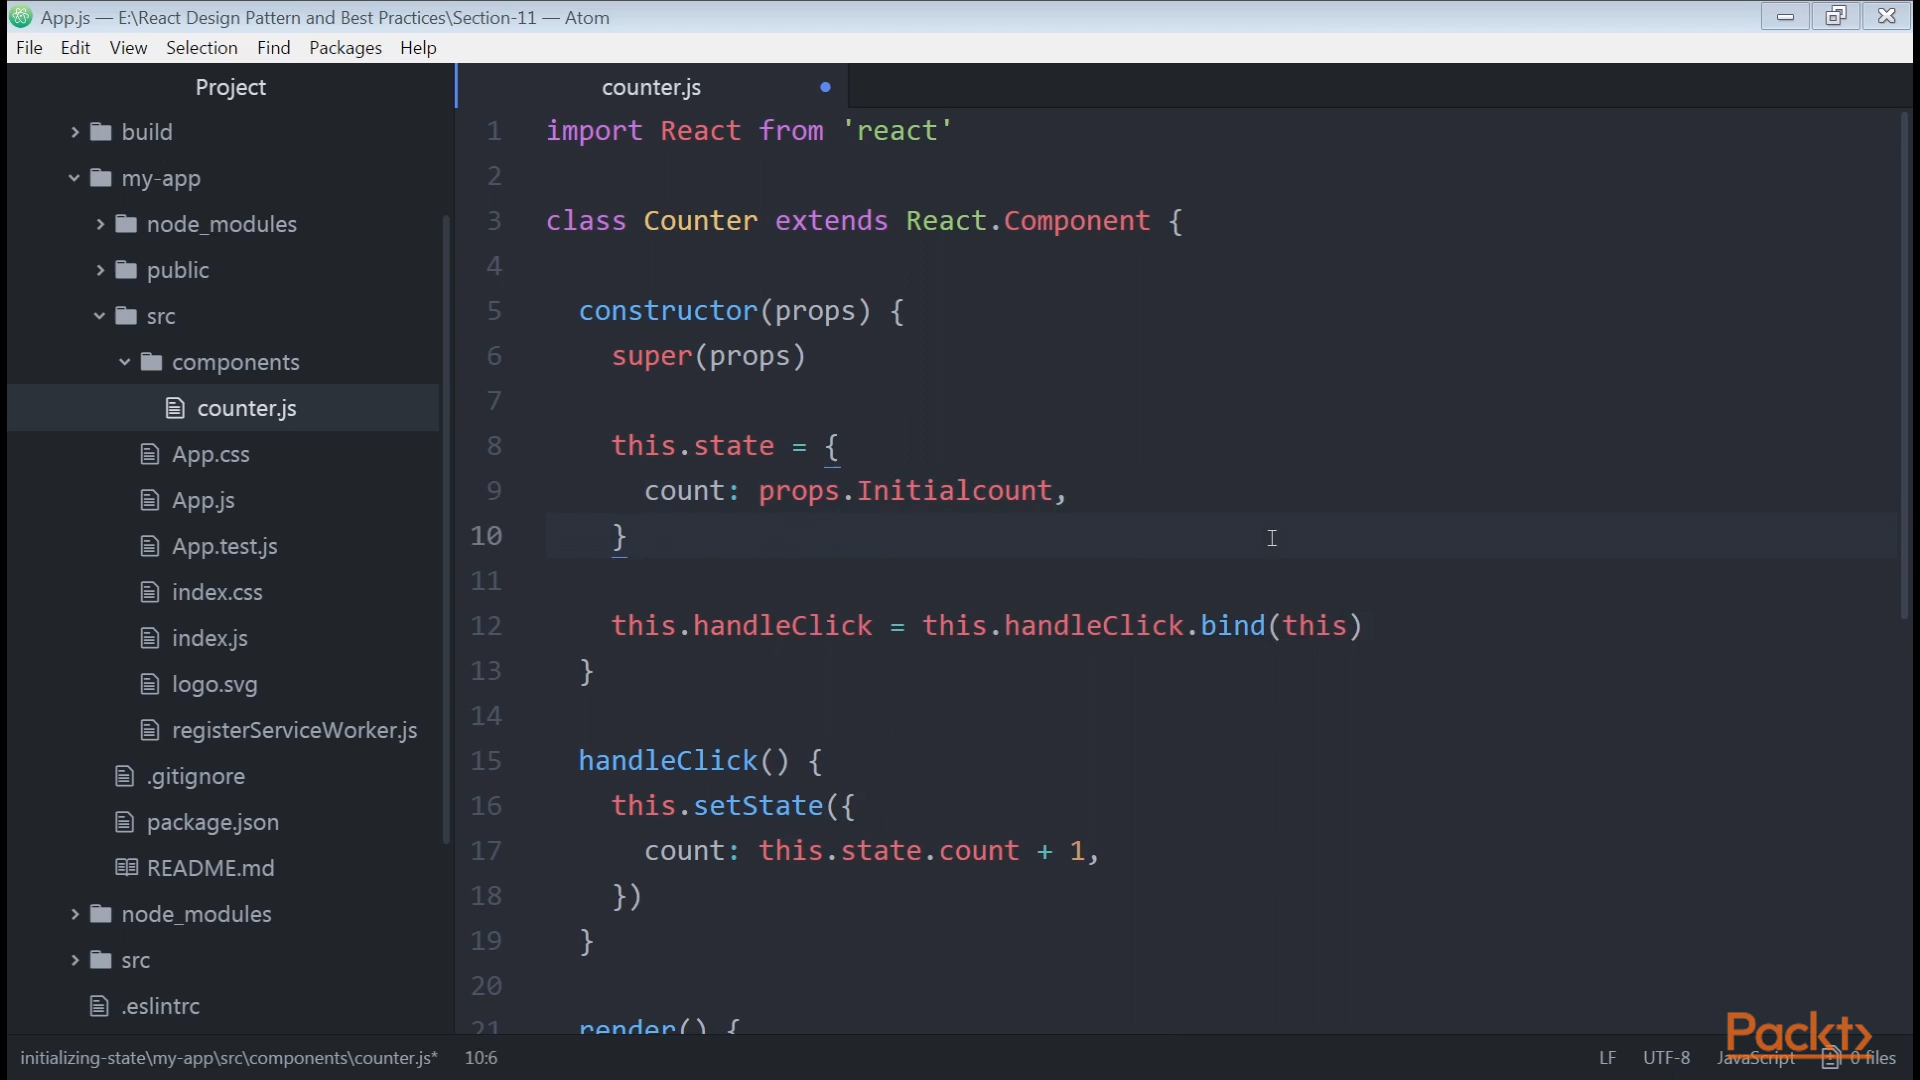 App.js — E:\React Design Pattern and Best Practices\Section-11 — Atom
File Edit View Selection Find Packages Help
Project
build
my-app
node_modules
public
src
components
counter.js
App.css
App.js
App.test.js
index.css
index.js
logo.svg
registerServiceWorker.js
.gitignore
package.json
README.md
node_modules
src
.eslintrc
counter.js
1 import React from 'react'
2
3 class Counter extends React.Component {
4
5 constructor(props) {
6 super(props)
7
8 this.state = {
9 count: props.Initialcount,
10 }
11
12 this.handleClick = this.handleClick.bind(this)
13 }
14
15 handleClick() {
16 this.setState({
17 count: this.state.count + 1,
18 })
19 }
20
21 render() {
initializing-state\my-app\src\components\counter.js* 10:6
LF UTF-8 JavaScript 0 files
Packt>